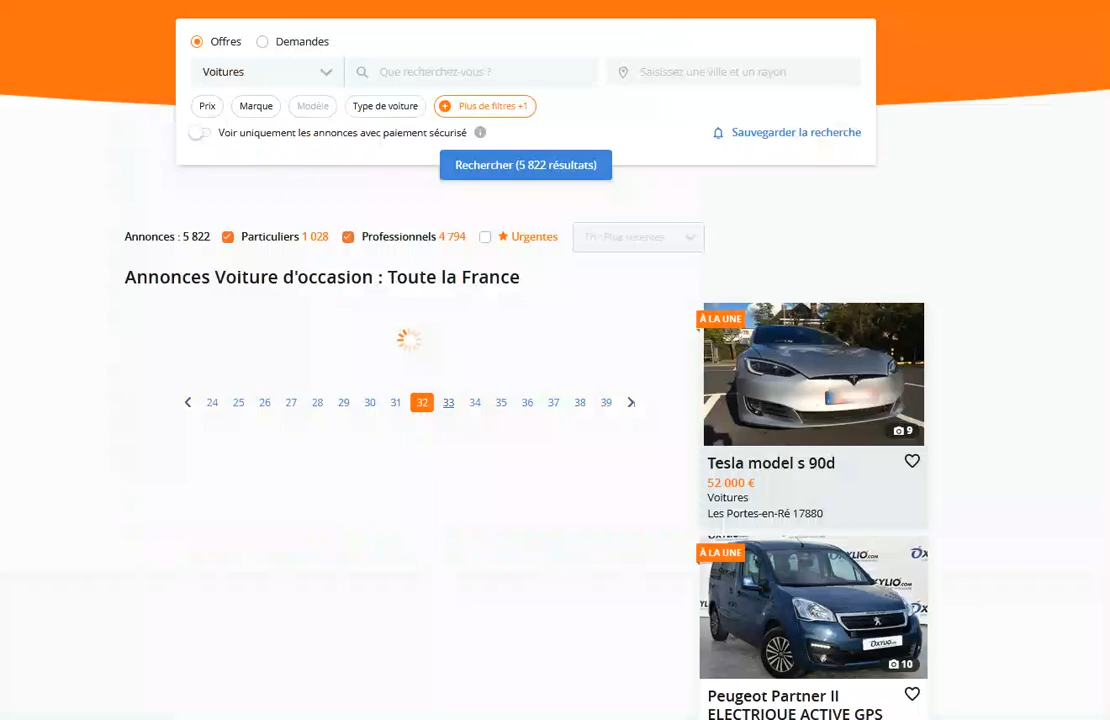 Offres Demandes
Voitures Que recherchez-vous ? Saisissez une ville et un rayon
Prix Marque Modèle Type de voiture Plus de filtres +1
Voir uniquement les annonces avec paiement sécurisé Sauvegarder la recherche
Rechercher (5 822 résultats)
Annonces : 5 822 Particuliers 1 028 Professionnels 4 794 Urgentes Tri : Plus récentes
Annonces Voiture d'occasion : Toute la France
À LA UNE
24 25 26 27 28 29 30 31 32 33 34 35 36 37 38 39
9
Tesla model s 90d
52 000 €
Voitures
Les Portes-en-Ré 17880
À LA UNE
OXYLIO.COM
10
Peugeot Partner II
ELECTRIQUE ACTIVE GPS